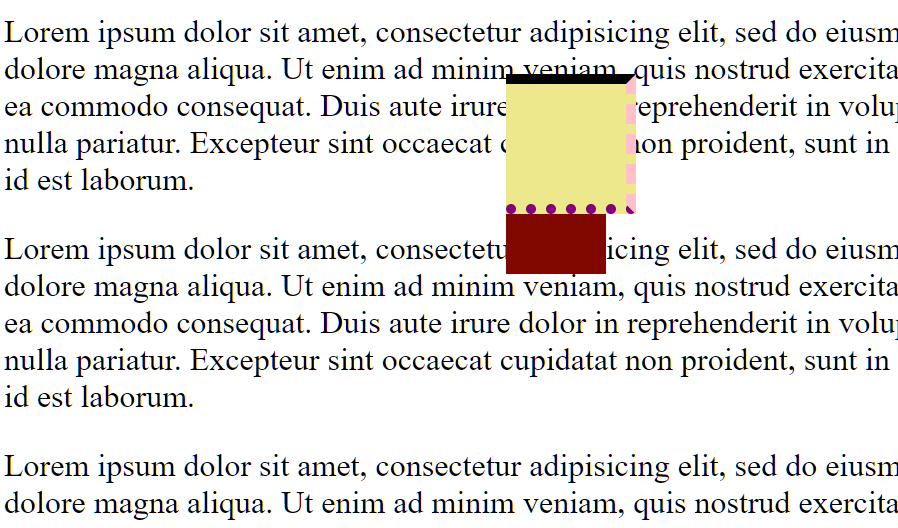 Lorem ipsum dolor sit amet, consectetur adipisicing elit, sed do eiusm
dolore magna aliqua. Ut enim ad minim veniam, quis nostrud exercita
ea commodo consequat. Duis aute irure reprehenderit in volu
nulla pariatur. Excepteur sint occaecat non proident, sunt in
id est laborum.
Lorem ipsum dolor sit amet, consectetu icing elit, sed do eiusm
dolore magna aliqua. Ut enim ad minim veniam, quis nostrud exercita
ea commodo consequat. Duis aute irure dolor in reprehenderit in volu
nulla pariatur. Excepteur sint occaecat cupidatat non proident, sunt in
id est laborum.
Lorem ipsum dolor sit amet, consectetur adipisicing elit, sed do eiusm
dolore magna aliqua. Ut enim ad minim veniam, quis nostrud exercita